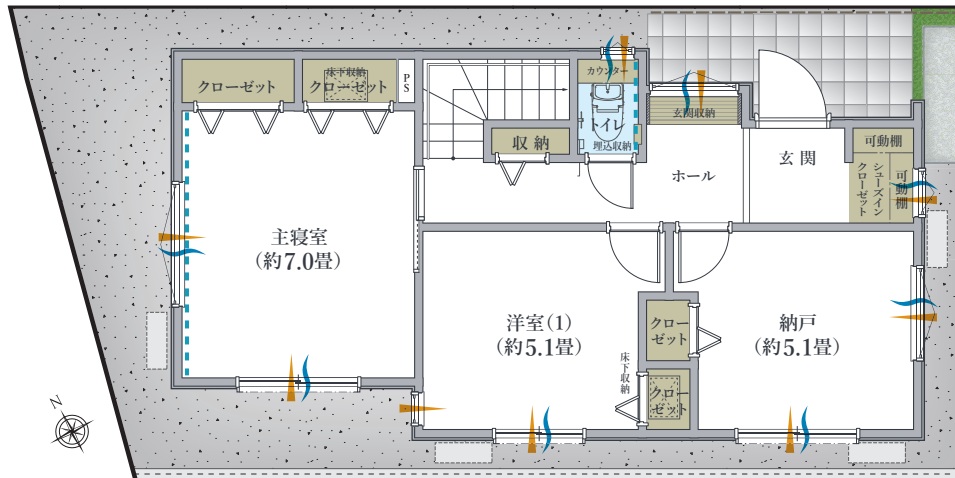 クローゼット
床下収納
クローゼット
PS
カウンター
トイレ
埋込収納
玄関収納
収納
ホール
玄関
可動棚
シューズイン
クローゼット
可動棚
主寝室
(約7.0畳)
洋室(1)
(約5.1畳)
クロー
ゼット
床下収納
クロー
ゼット
納戸
(約5.1畳)
N